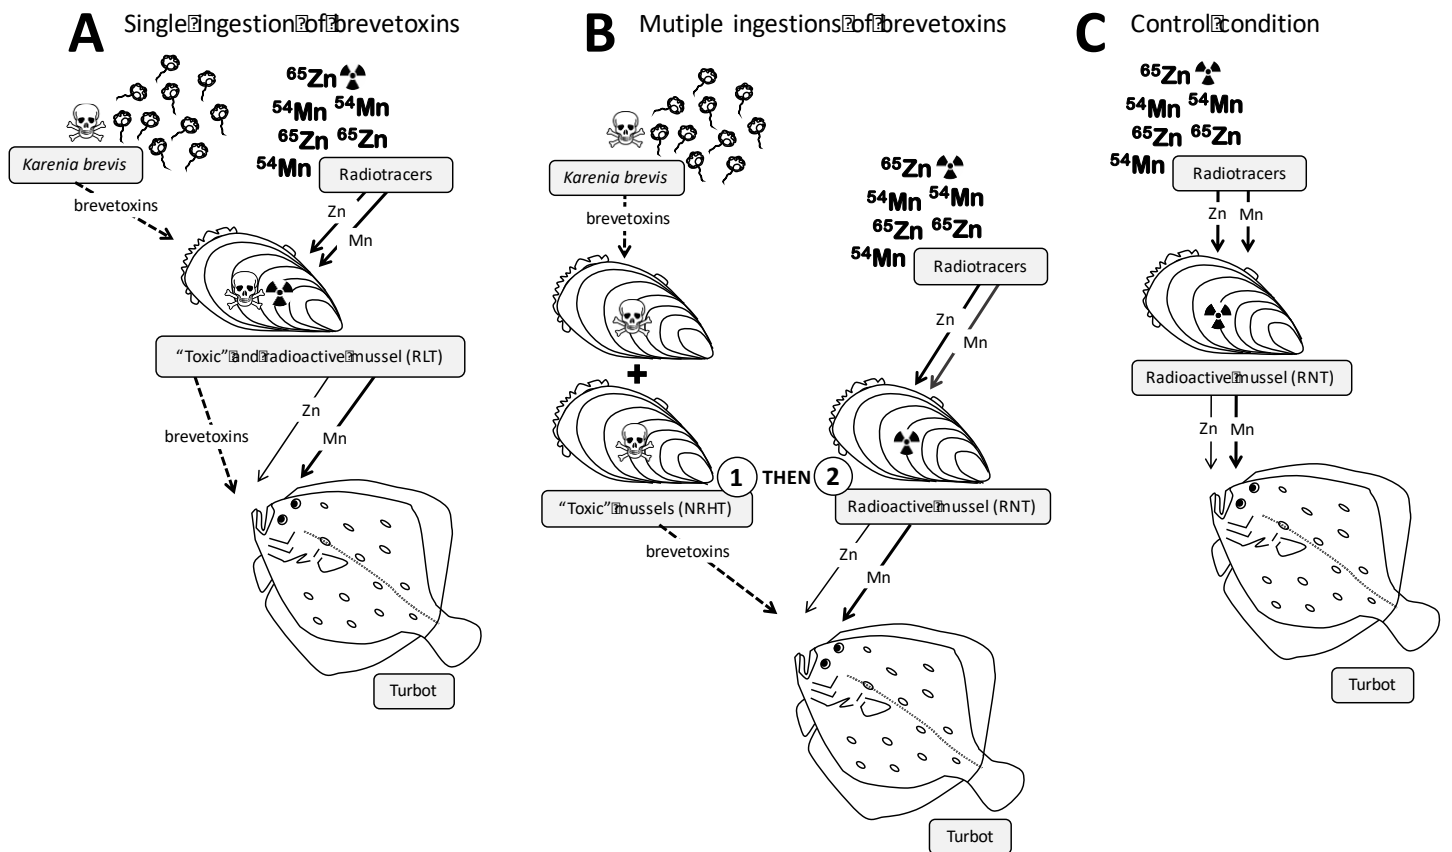 A Single ingestion of brevetoxins
⁶⁵Zn
⁵⁴Mn ⁵⁴Mn
⁶⁵Zn ⁶⁵Zn
⁵⁴Mn
Karenia brevis
Radiotracers
brevetoxins
Zn
Mn
“Toxic” and radioactive mussel (RLT)
brevetoxins
Zn
Mn
Turbot
B Mutiple ingestions of brevetoxins
Karenia brevis
brevetoxins
⁶⁵Zn
⁵⁴Mn ⁵⁴Mn
⁶⁵Zn ⁶⁵Zn
⁵⁴Mn
Radiotracers
Zn
Mn
+
1 THEN 2
“Toxic” mussels (NRHT)
Radioactive mussel (RNT)
brevetoxins
Zn
Mn
Turbot
C Control condition
⁶⁵Zn
⁵⁴Mn ⁵⁴Mn
⁶⁵Zn ⁶⁵Zn
⁵⁴Mn
Radiotracers
Zn Mn
Radioactive mussel (RNT)
Zn Mn
Turbot